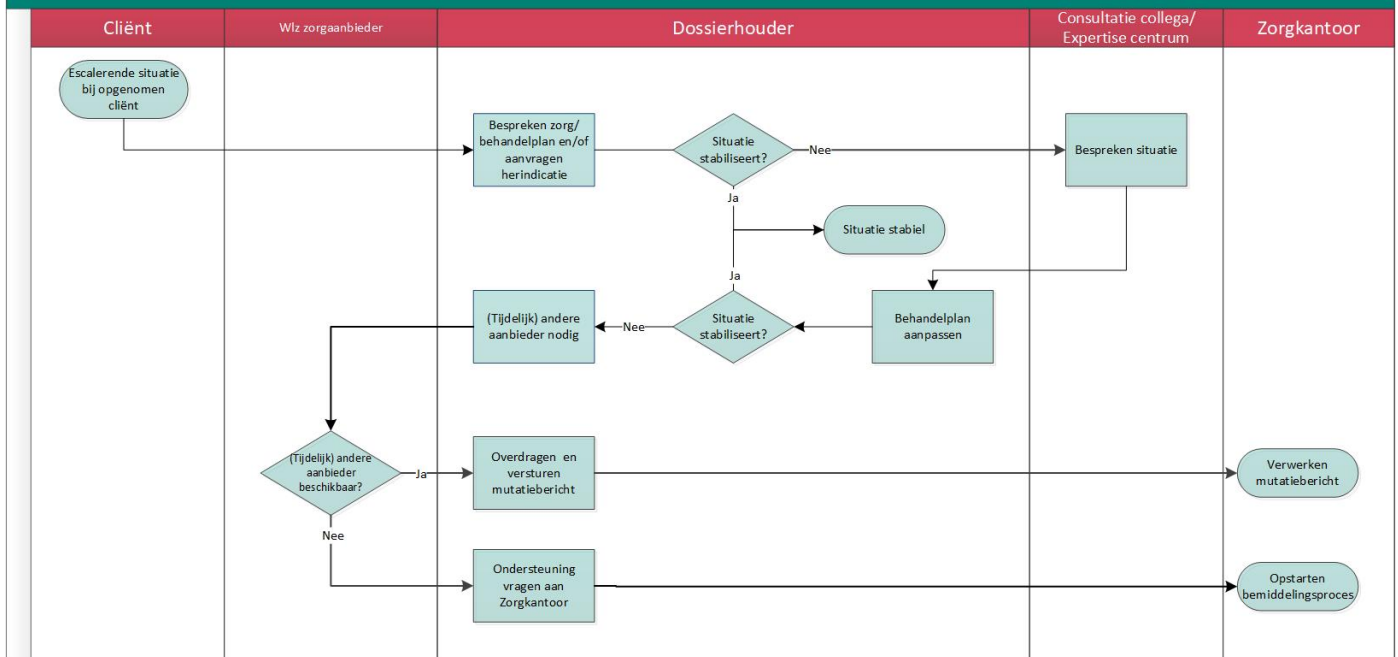 Cliënt
Wlz zorgaanbieder
Dossierhouder
Consultatie collega/
Expertise centrum
Zorgkantoor
Escalerende situatie
bij opgenomen
cliënt
Bespreken zorg/
behandelplan en/of
aanvragen
herindicatie
Situatie
stabiliseert?
Nee
Bespreken situatie
Ja
Situatie stabiel
Ja
(Tijdelijk) andere
aanbieder nodig
Nee
Situatie
stabiliseert?
Behandelplan
aanpassen
(Tijdelijk) andere
aanbieder
beschikbaar?
Ja
Overdragen en
versturen
mutatiebericht
Verwerken
mutatiebericht
Nee
Ondersteuning
vragen aan
Zorgkantoor
Opstarten
bemiddelingsproces